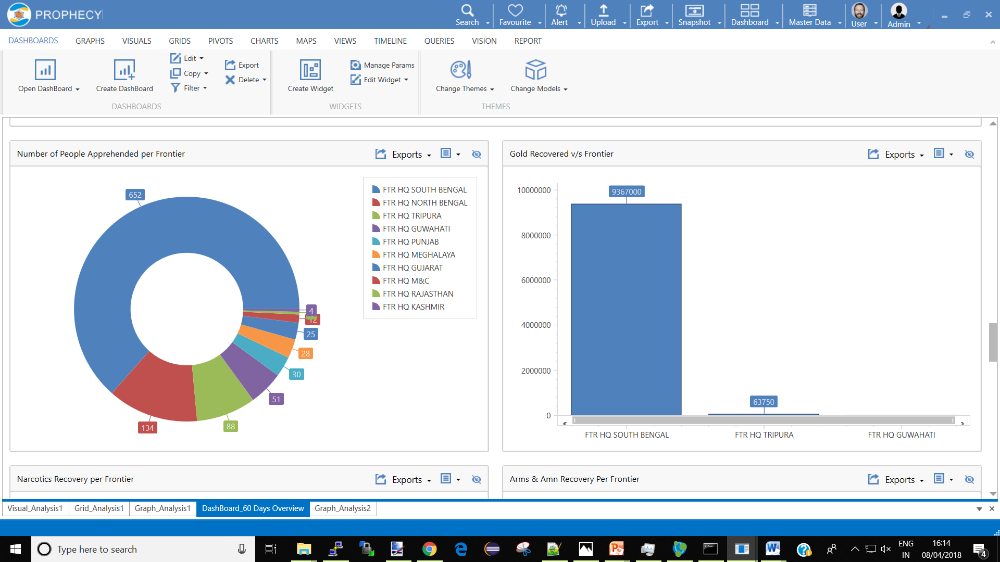 PROPHECY
Search Favourite Alert Upload Export Snapshot Dashboard Master Data User Admin
DASHBOARDS GRAPHS VISUALS GRIDS PIVOTS CHARTS MAPS VIEWS TIMELINE QUERIES VISION REPORT
Open DashBoard Create DashBoard Edit Copy Filter Export Delete
DASHBOARDS
Create Widget Manage Params Edit Widget
WIDGETS
Change Themes Change Models
THEMES
Number of People Apprehended per Frontier Exports
652
134
88
51
30
28
25
12
4
FTR HQ SOUTH BENGAL
FTR HQ NORTH BENGAL
FTR HQ TRIPURA
FTR HQ GUWAHATI
FTR HQ PUNJAB
FTR HQ MEGHALAYA
FTR HQ GUJARAT
FTR HQ M&C
FTR HQ RAJASTHAN
FTR HQ KASHMIR
Gold Recovered v/s Frontier Exports
10000000
8000000
6000000
4000000
2000000
0
9367000
63750
FTR HQ SOUTH BENGAL FTR HQ TRIPURA FTR HQ GUWAHATI
Narcotics Recovery per Frontier Exports
Arms & Amn Recovery Per Frontier Exports
Visual_Analysis1 Grid_Analysis1 Graph_Analysis1 DashBoard_60 Days Overview Graph_Analysis2
Type here to search
ENG
IN
16:14
08/04/2018
4